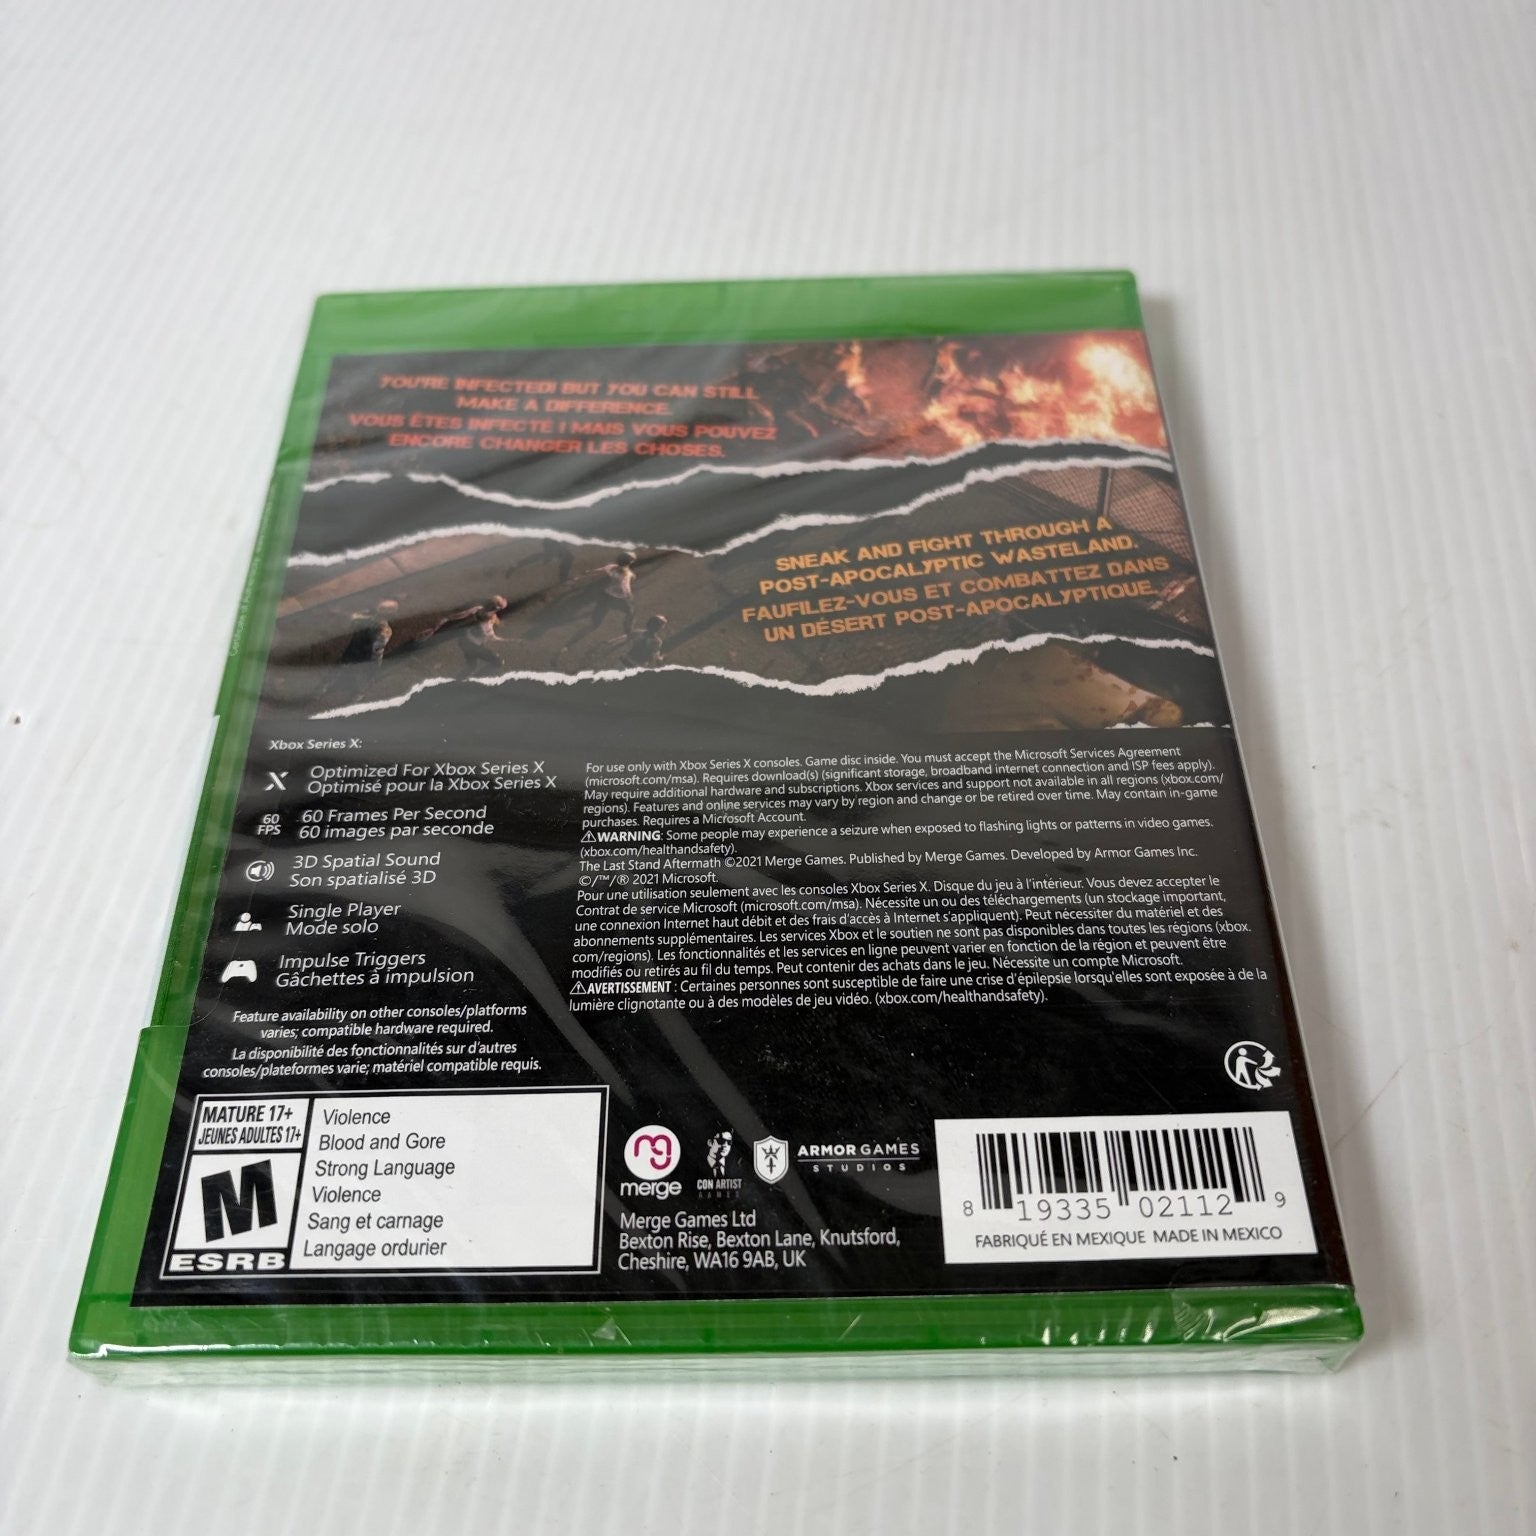 YOU'RE INFECTED! BUT YOU CAN STILL
MAKE A DIFFERENCE.
VOUS ÊTES INFECTÉ ! MAIS VOUS POUVEZ
ENCORE CHANGER LES CHOSES.
SNEAK AND FIGHT THROUGH A
POST-APOCALYPTIC WASTELAND.
FAUFILEZ-VOUS ET COMBATTEZ DANS
UN DÉSERT POST-APOCALYPTIQUE.
Xbox Series X:
X
Optimized For Xbox Series X
Optimisé pour la Xbox Series X
60
FPS
60 Frames Per Second
60 images par seconde
3D Spatial Sound
Son spatialisé 3D
Single Player
Mode solo
Impulse Triggers
Gâchettes à impulsion
Feature availability on other consoles/platforms
varies; compatible hardware required.
La disponibilité des fonctionnalités sur d'autres
consoles/plateformes varie; matériel compatible requis.
For use only with Xbox Series X consoles. Game disc inside. You must accept the Microsoft Services Agreement
(microsoft.com/msa). Requires download(s) (significant storage, broadband internet connection and ISP fees apply).
May require additional hardware and subscriptions. Xbox services and support not available in all regions (xbox.com/
regions). Features and online services may vary by region and change or be retired over time. May contain in-game
purchases. Requires a Microsoft Account.
⚠WARNING: Some people may experience a seizure when exposed to flashing lights or patterns in video games.
(xbox.com/healthandsafety).
The Last Stand Aftermath ©2021 Merge Games. Published by Merge Games. Developed by Armor Games Inc.
©/™/® 2021 Microsoft.
Pour une utilisation seulement avec les consoles Xbox Series X. Disque du jeu à l'intérieur. Vous devez accepter le
Contrat de service Microsoft (microsoft.com/msa). Nécessite un ou des téléchargements (un stockage important,
une connexion Internet haut débit et des frais d'accès à Internet s'appliquent). Peut nécessiter du matériel et des
abonnements supplémentaires. Les services Xbox et le soutien ne sont pas disponibles dans toutes les régions (xbox.
com/regions). Les fonctionnalités et les services en ligne peuvent varier en fonction de la région et peuvent être
modifiés ou retirés au fil du temps. Peut contenir des achats dans le jeu. Nécessite un compte Microsoft.
⚠AVERTISSEMENT : Certaines personnes sont susceptible de faire une crise d'épilepsie lorsqu'elles sont exposée à de la
lumière clignotante ou à des modèles de jeu vidéo. (xbox.com/healthandsafety).
MATURE 17+
JEUNES ADULTES 17+
M
ESRB
Violence
Blood and Gore
Strong Language
Violence
Sang et carnage
Langage ordurier
merge
CON ARTIST
GAMES
ARMOR GAMES
STUDIOS
Merge Games Ltd
Bexton Rise, Bexton Lane, Knutsford,
Cheshire, WA16 9AB, UK
8 19335 02112 9
FABRIQUÉ EN MEXIQUE MADE IN MEXICO